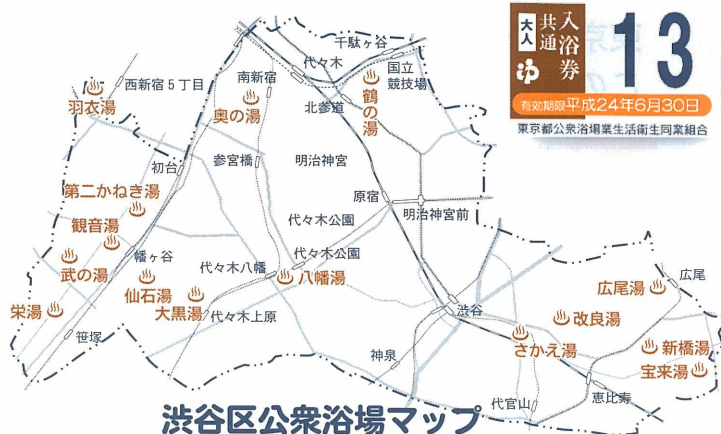 千駄ヶ谷
代々木
国立
競技場
南新宿
西新宿5丁目
羽衣湯
奥の湯
北参道
鶴の湯
初台
参宮橋
明治神宮
第二かねき湯
原宿
明治神宮前
観音湯
代々木公園
幡ヶ谷
代々木公園
武の湯
代々木八幡
八幡湯
広尾
仙石湯
広尾湯
栄湯
大黒湯
代々木上原
渋谷
改良湯
笹塚
さかえ湯
新橋湯
神泉
宝来湯
代官山
恵比寿
渋谷区公衆浴場マップ
入浴券
共通
大人
ゆ
13
有効期限平成24年6月30日
東京都公衆浴場業生活衛生同業組合